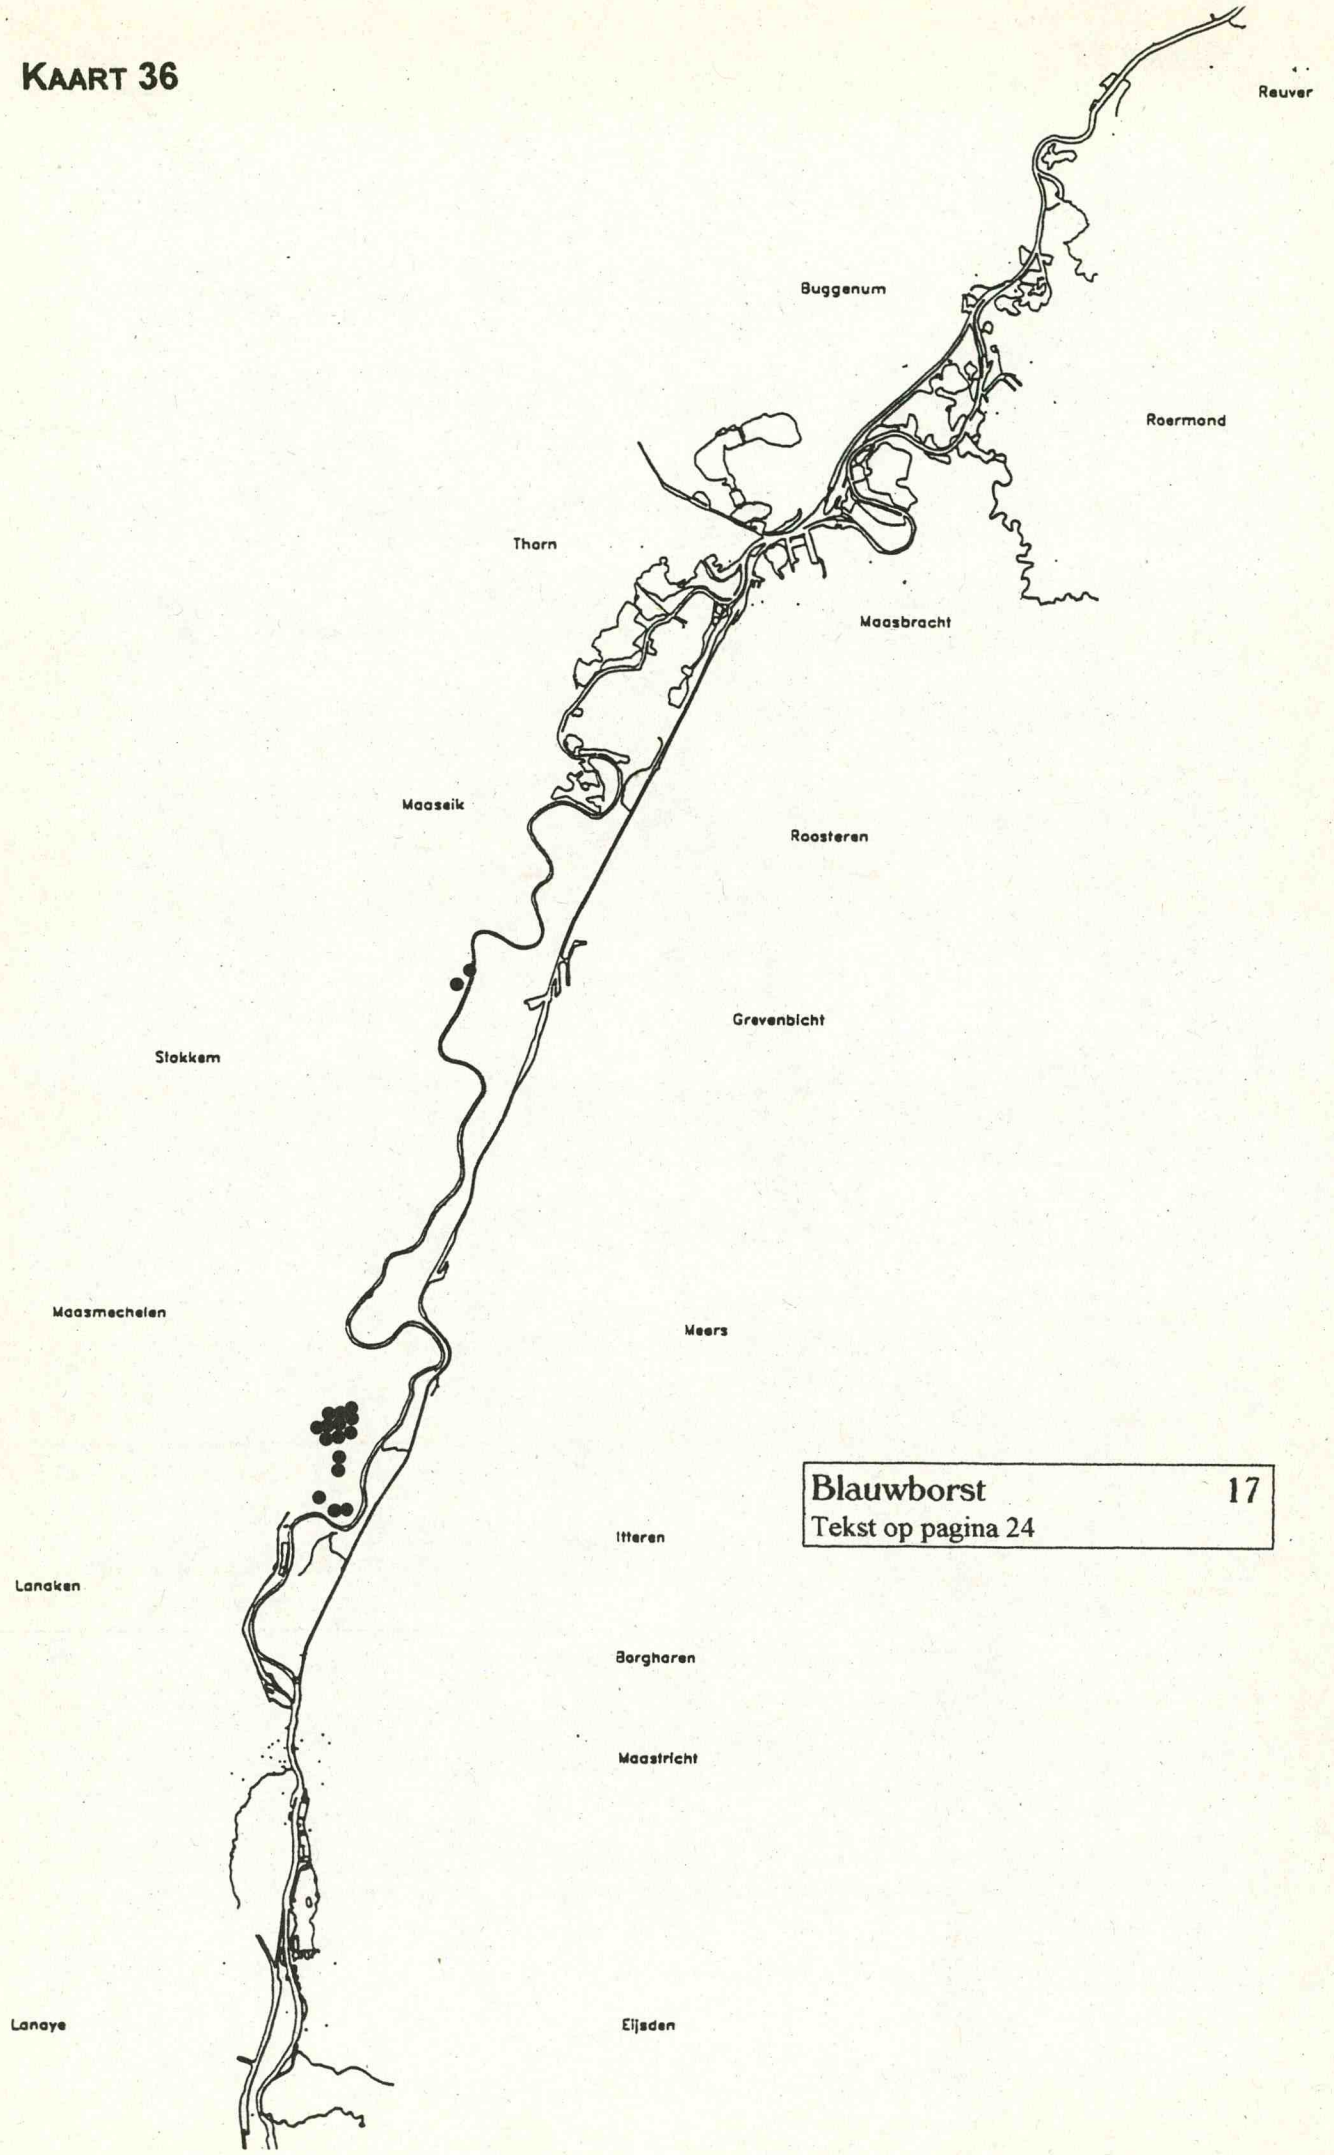 KAART 36
Reuver
Buggenum
Roermond
Thorn
Maasbracht
Maaseik
Roosteren
Grevenbicht
Stokkem
Maasmechelen
Meers
Blauwborst 17
Tekst op pagina 24
Itteren
Lanaken
Borgharen
Maastricht
Lanaye
Eijsden